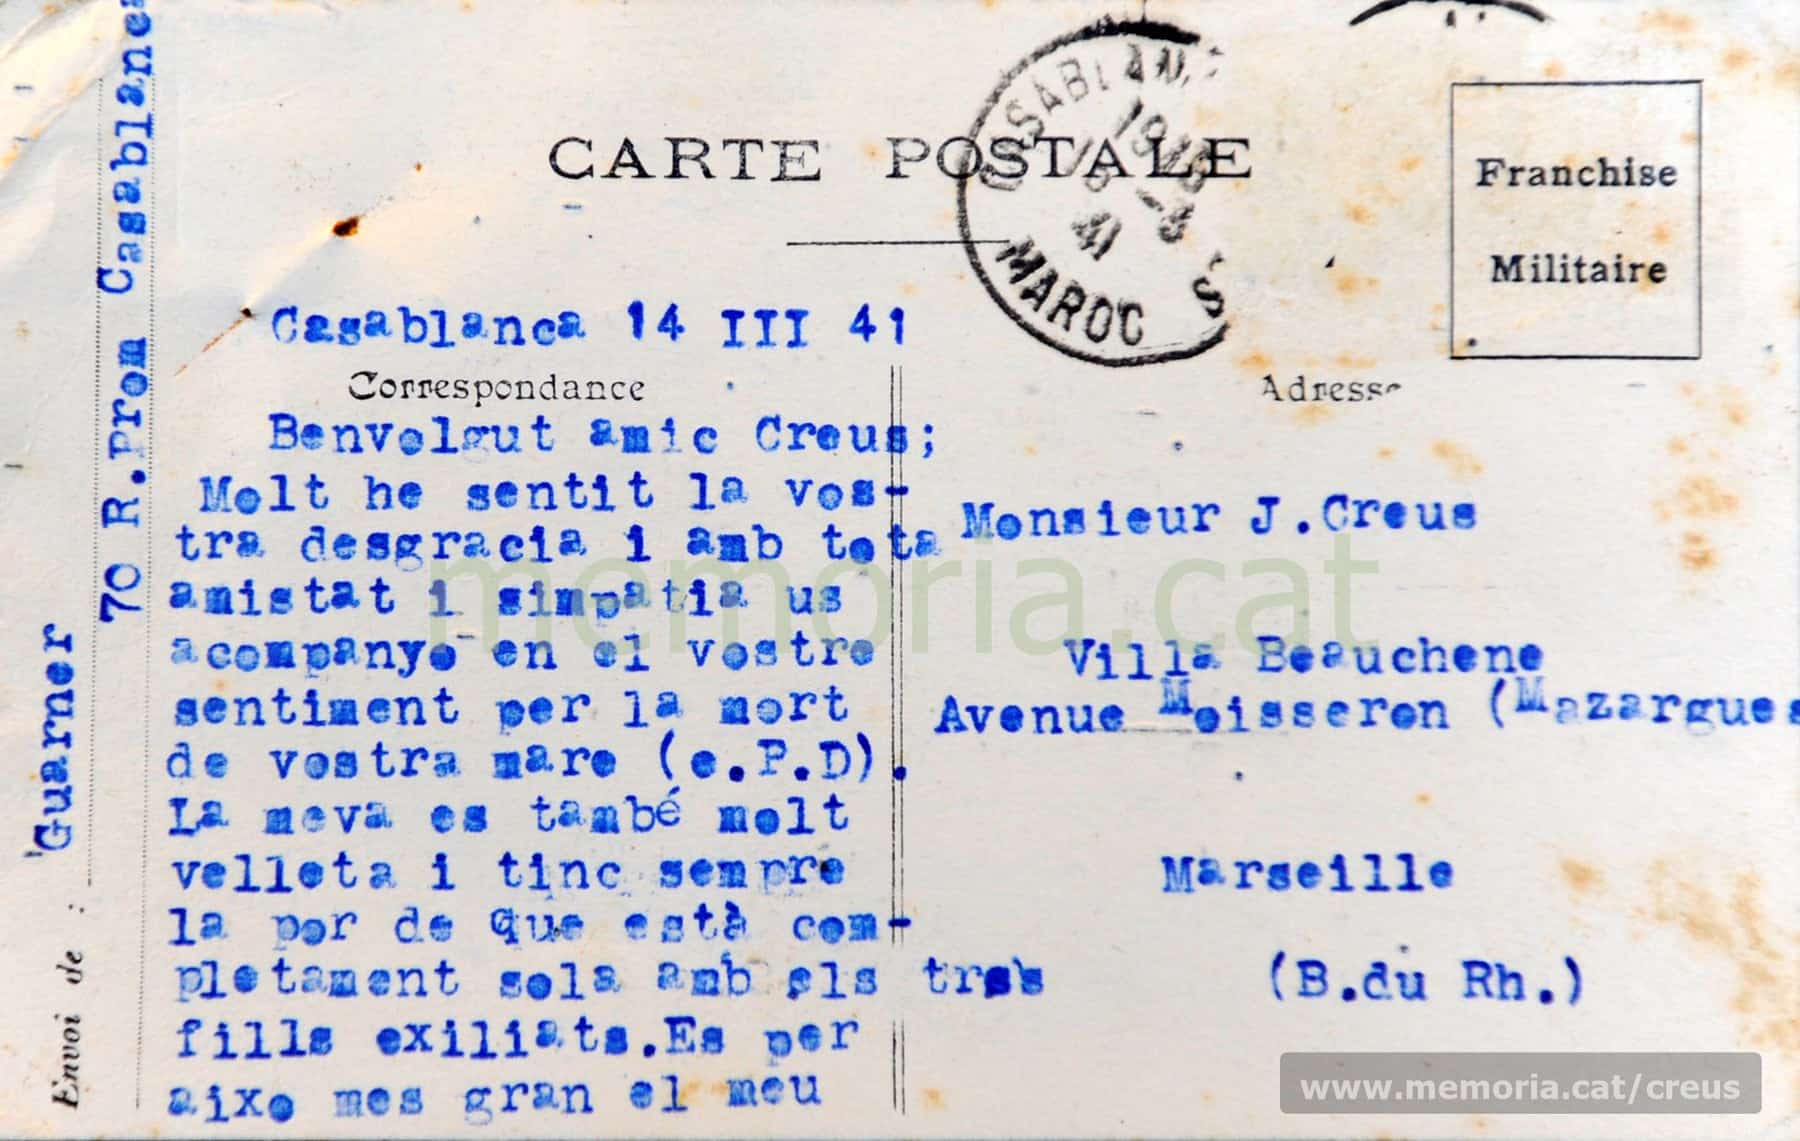 CARTE POSTALE
CASABLAN
MAROC
41
Franchise
Militaire
Casablanca 14 III 41
Correspondance
Adresse
Benvolgut amic Creus;
Molt he sentit la vos-
tra desgracia i amb tota
amistat i simpatia us
acompanyo en el vostre
sentiment per la mort
de vostra mare (e.P.D).
La meva es també molt
velleta i tinc sempre
la por de que està com-
pletament sola amb els tres
fills exiliats.Es per
aixo mes gran el meu
Monsieur J.Creus
Villa Beauchene
Avenue Moisseron (Mazargues
Marseille
(B.du Rh.)
Envoi de : Guarner
70 R.Prom Casablanca
memoria.cat
www.memoria.cat/creus